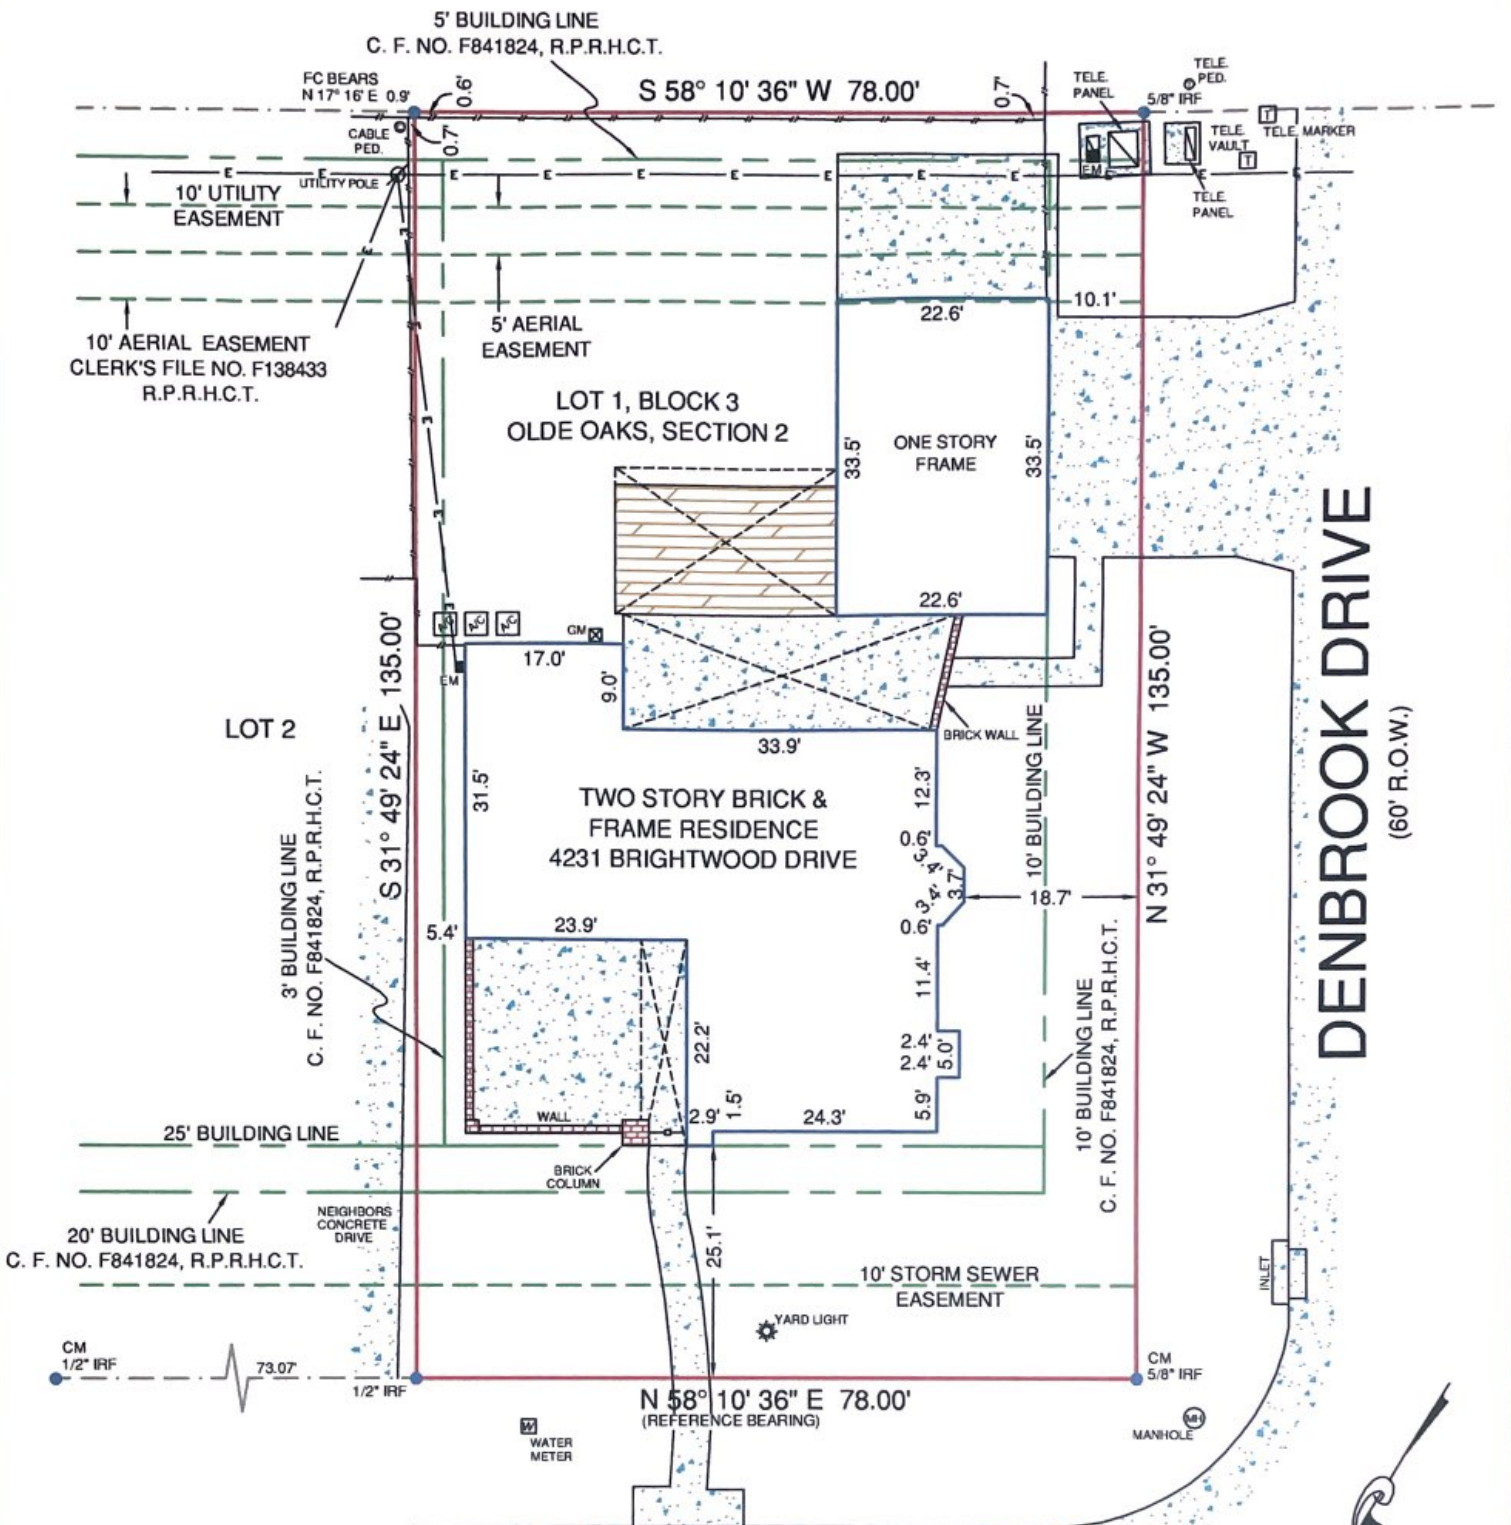 5' BUILDING LINE
C. F. NO. F841824, R.P.R.H.C.T.
FC BEARS
N 17° 16' E 0.9'
0.6'
S 58° 10' 36" W 78.00'
0.7'
TELE.
PANEL
TELE.
PED.
5/8" IRF
CABLE
PED.
0.7'
T
TELE. MARKER
TELE.
VAULT
T
EM
TELE.
PANEL
UTILITY POLE
E E E E E E E E E E
10' UTILITY
EASEMENT
10' AERIAL EASEMENT
CLERK'S FILE NO. F138433
R.P.R.H.C.T.
5' AERIAL
EASEMENT
22.6'
10.1'
LOT 1, BLOCK 3
OLDE OAKS, SECTION 2
33.5'
ONE STORY
FRAME
33.5'
22.6'
A/C A/C A/C
GM
EM
17.0'
9.0'
33.9'
BRICK WALL
S 31° 49' 24" E 135.00'
LOT 2
31.5'
TWO STORY BRICK &
FRAME RESIDENCE
4231 BRIGHTWOOD DRIVE
12.3'
0.6'
3.4'
3.7'
3.4'
0.6'
18.7'
10' BUILDING LINE
N 31° 49' 24" W 135.00'
DENBROOK DRIVE
(60' R.O.W.)
3' BUILDING LINE
C. F. NO. F841824, R.P.R.H.C.T.
5.4'
23.9'
22.2'
11.4'
2.4'
2.4'
5.0'
5.9'
10' BUILDING LINE
C. F. NO. F841824, R.P.R.H.C.T.
WALL
2.9'
1.5'
24.3'
25' BUILDING LINE
BRICK
COLUMN
20' BUILDING LINE
C. F. NO. F841824, R.P.R.H.C.T.
NEIGHBORS
CONCRETE
DRIVE
25.1'
10' STORM SEWER
EASEMENT
INLET
YARD LIGHT
CM
1/2" IRF
73.07'
1/2" IRF
N 58° 10' 36" E 78.00'
(REFERENCE BEARING)
CM
5/8" IRF
W
WATER
METER
MH
MANHOLE